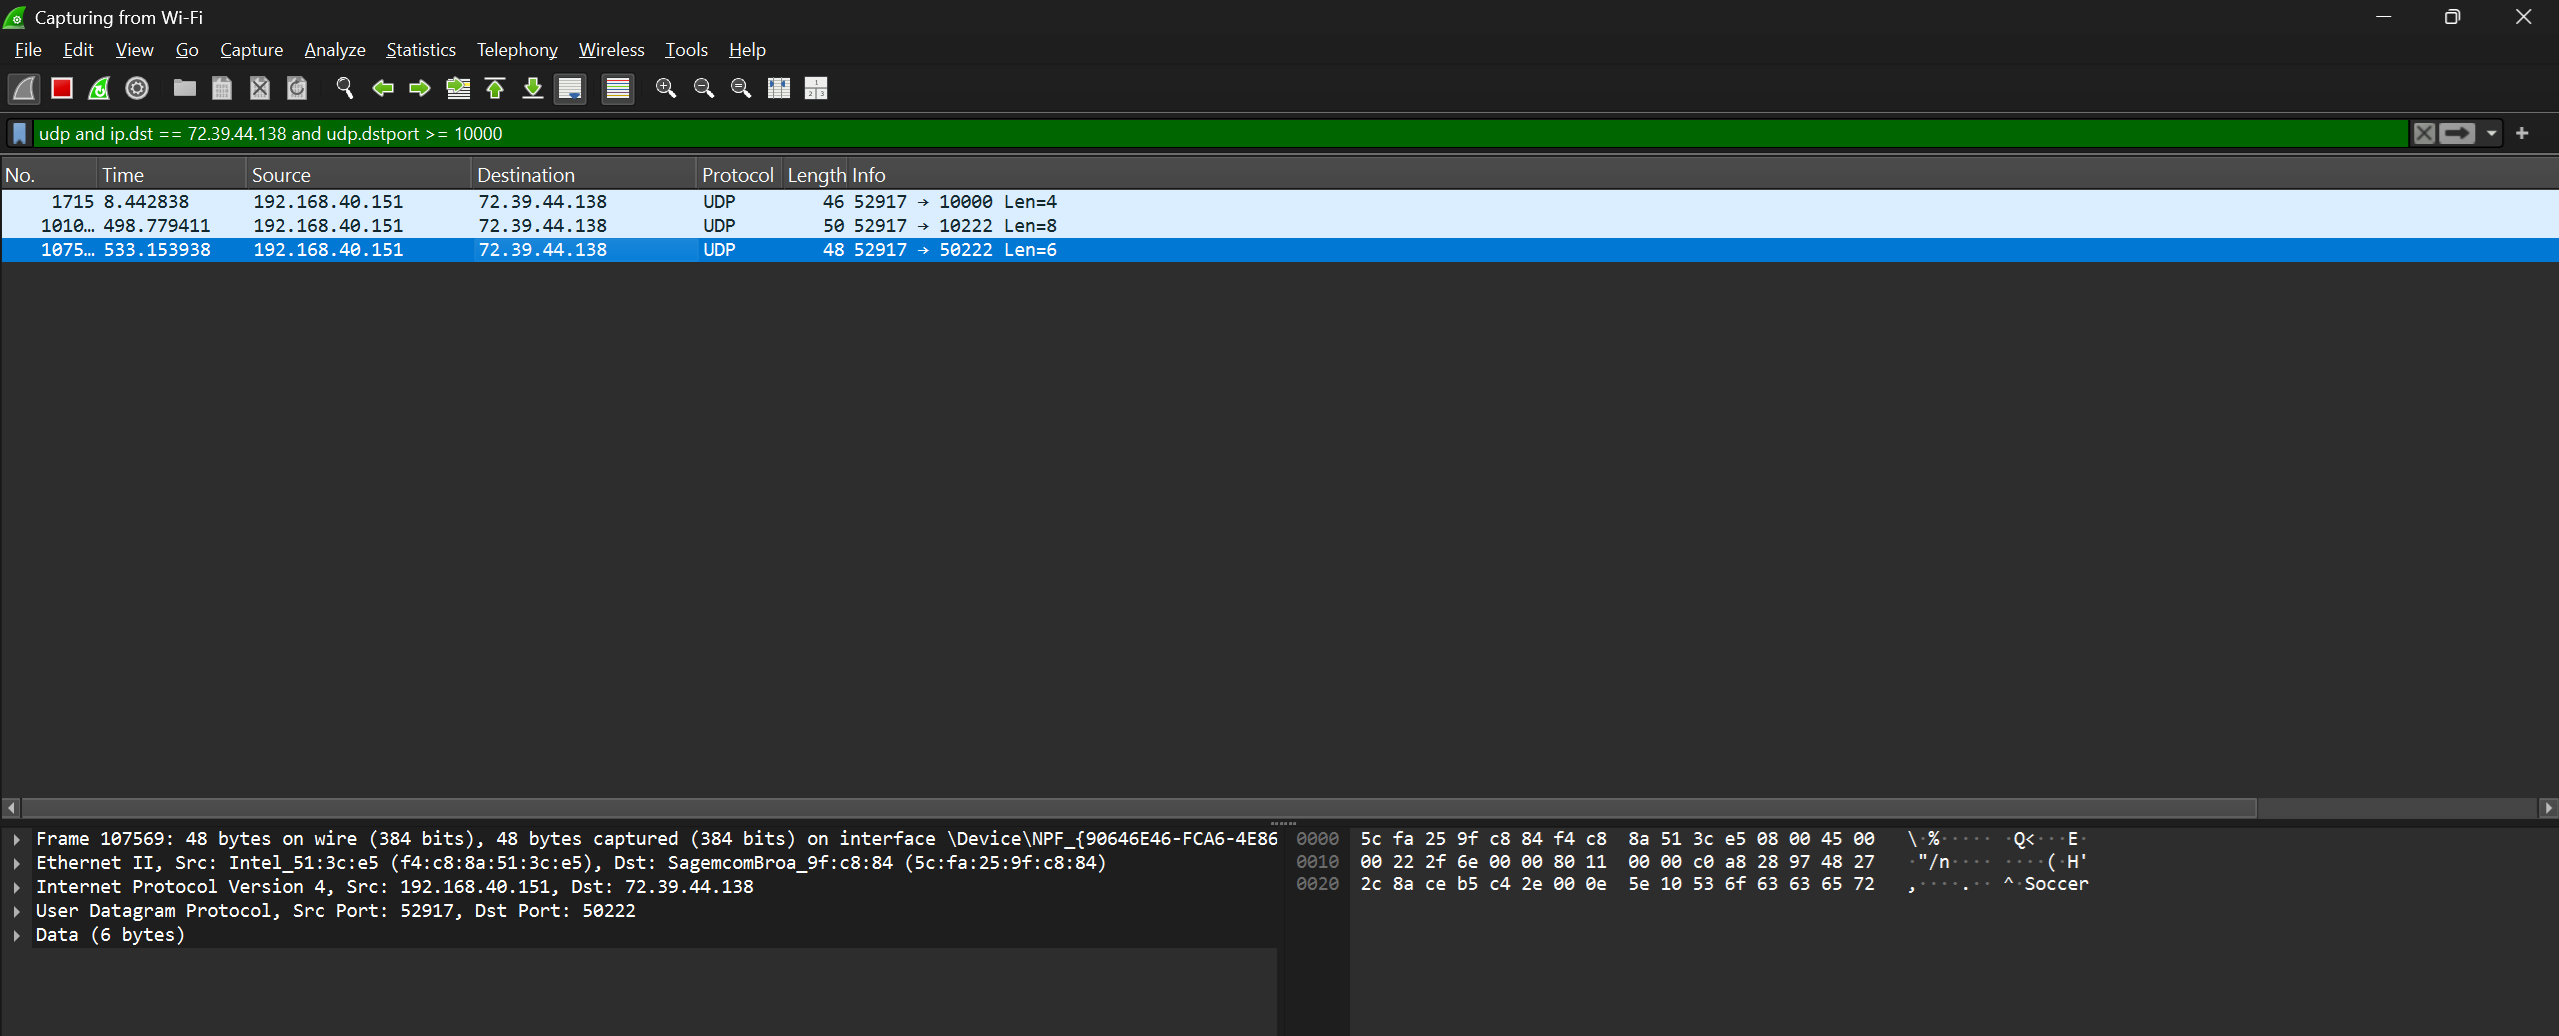 Capturing from Wi-Fi
File Edit View Go Capture Analyze Statistics Telephony Wireless Tools Help
udp and ip.dst == 72.39.44.138 and udp.dstport >= 10000
No. Time Source Destination Protocol Length Info
1715 8.442838 192.168.40.151 72.39.44.138 UDP 46 52917 → 10000 Len=4
1010… 498.779411 192.168.40.151 72.39.44.138 UDP 50 52917 → 10222 Len=8
1075… 533.153938 192.168.40.151 72.39.44.138 UDP 48 52917 → 50222 Len=6
Frame 107569: 48 bytes on wire (384 bits), 48 bytes captured (384 bits) on interface \Device\NPF_{90646E46-FCA6-4E86
Ethernet II, Src: Intel_51:3c:e5 (f4:c8:8a:51:3c:e5), Dst: SagemcomBroa_9f:c8:84 (5c:fa:25:9f:c8:84)
Internet Protocol Version 4, Src: 192.168.40.151, Dst: 72.39.44.138
User Datagram Protocol, Src Port: 52917, Dst Port: 50222
Data (6 bytes)
0000 5c fa 25 9f c8 84 f4 c8 8a 51 3c e5 08 00 45 00 \·%····· ·Q<···E·
0010 00 22 2f 6e 00 00 80 11 00 00 c0 a8 28 97 48 27 ·"/n···· ····(·H'
0020 2c 8a ce b5 c4 2e 00 0e 5e 10 53 6f 63 63 65 72 ,····.·· ^·Soccer